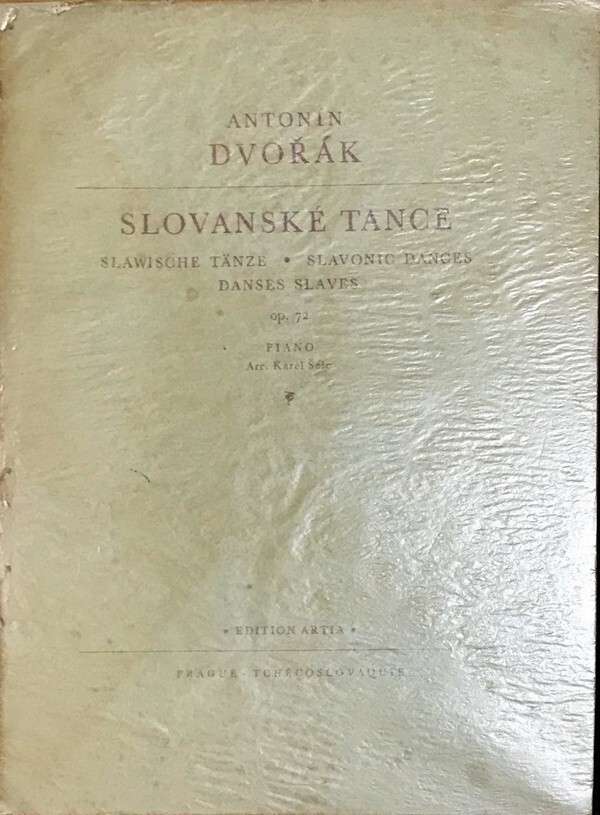 ANTONÍN
DVOŘÁK
SLOVANSKÉ TANCE
SLAWISCHE TÄNZE • SLAVONIC DANCES
DANSES SLAVES
op. 72
PIANO
Arr. Karel Šolc
• EDITION ARTIA •
PRAGUE - TCHÉCOSLOVAQUIE